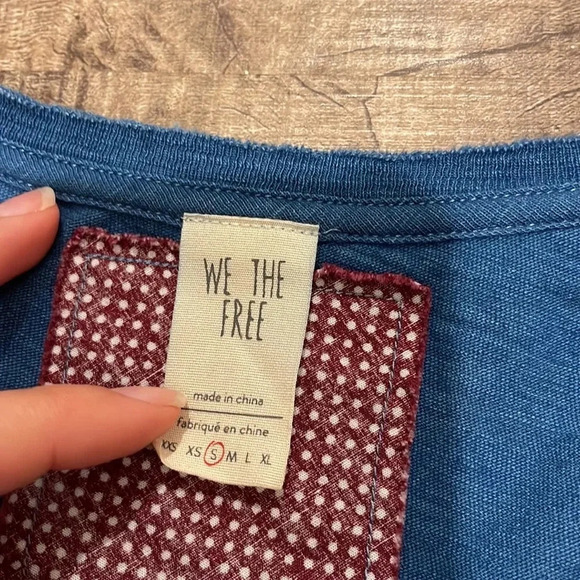 WE THE
FREE
made in china
fabriqué en chine
XXS XS S M L XL